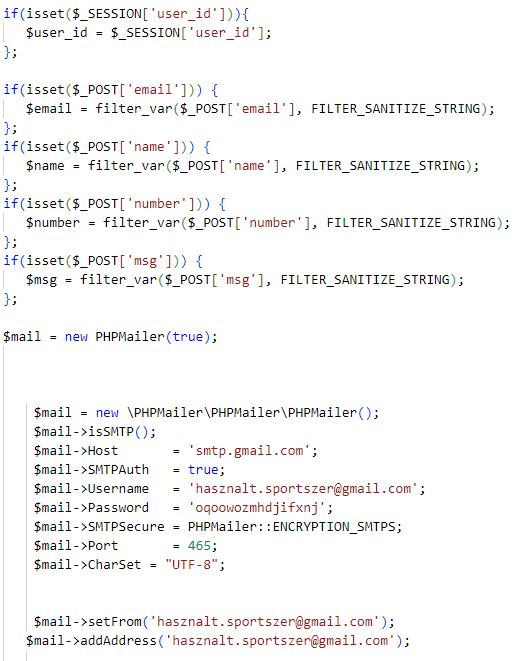 if(isset($_SESSION['user_id'])){
$user_id = $_SESSION['user_id'];
};
if(isset($_POST['email'])) {
$email = filter_var($_POST['email'], FILTER_SANITIZE_STRING);
};
if(isset($_POST['name'])) {
$name = filter_var($_POST['name'], FILTER_SANITIZE_STRING);
};
if(isset($_POST['number'])) {
$number = filter_var($_POST['number'], FILTER_SANITIZE_STRING);
};
if(isset($_POST['msg'])) {
$msg = filter_var($_POST['msg'], FILTER_SANITIZE_STRING);
};
$mail = new PHPMailer(true);
$mail = new \PHPMailer\PHPMailer\PHPMailer();
$mail->isSMTP();
$mail->Host = 'smtp.gmail.com';
$mail->SMTPAuth = true;
$mail->Username = 'hasznalt.sportszer@gmail.com';
$mail->Password = 'oqoowozmhdjifxnj';
$mail->SMTPSecure = PHPMailer::ENCRYPTION_SMTPS;
$mail->Port = 465;
$mail->CharSet = "UTF-8";
$mail->setFrom('hasznalt.sportszer@gmail.com');
$mail->addAddress('hasznalt.sportszer@gmail.com');